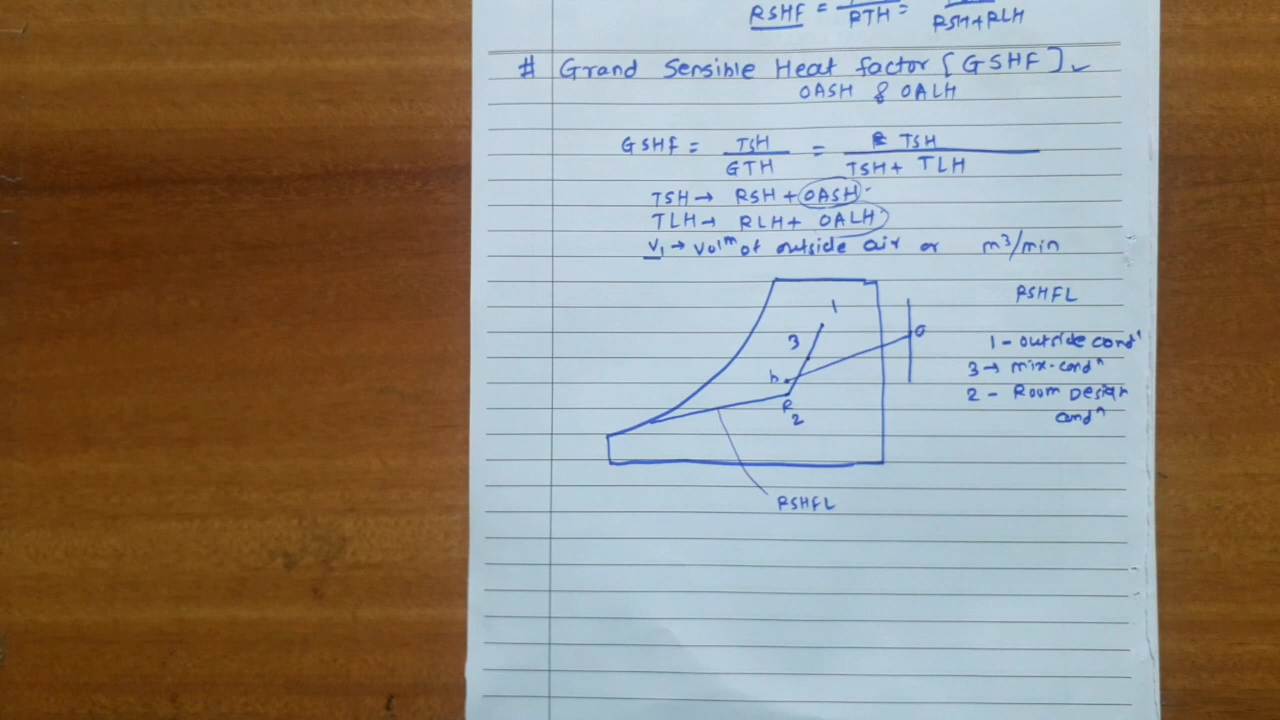 RSHF = / RTH = / RSH+RLH
# Grand Sensible Heat factor [GSHF]
OASH & OALH
GSHF = TSH / GTH = TSH / TSH + TLH
TSH → RSH + OASH
TLH → RLH + OALH
V1 → volm of outside air or m³/min
RSHFL
1
a
3
1 - outside condn
3 → mix-condn
h
2 - Room Design
R
2
condn
RSHFL